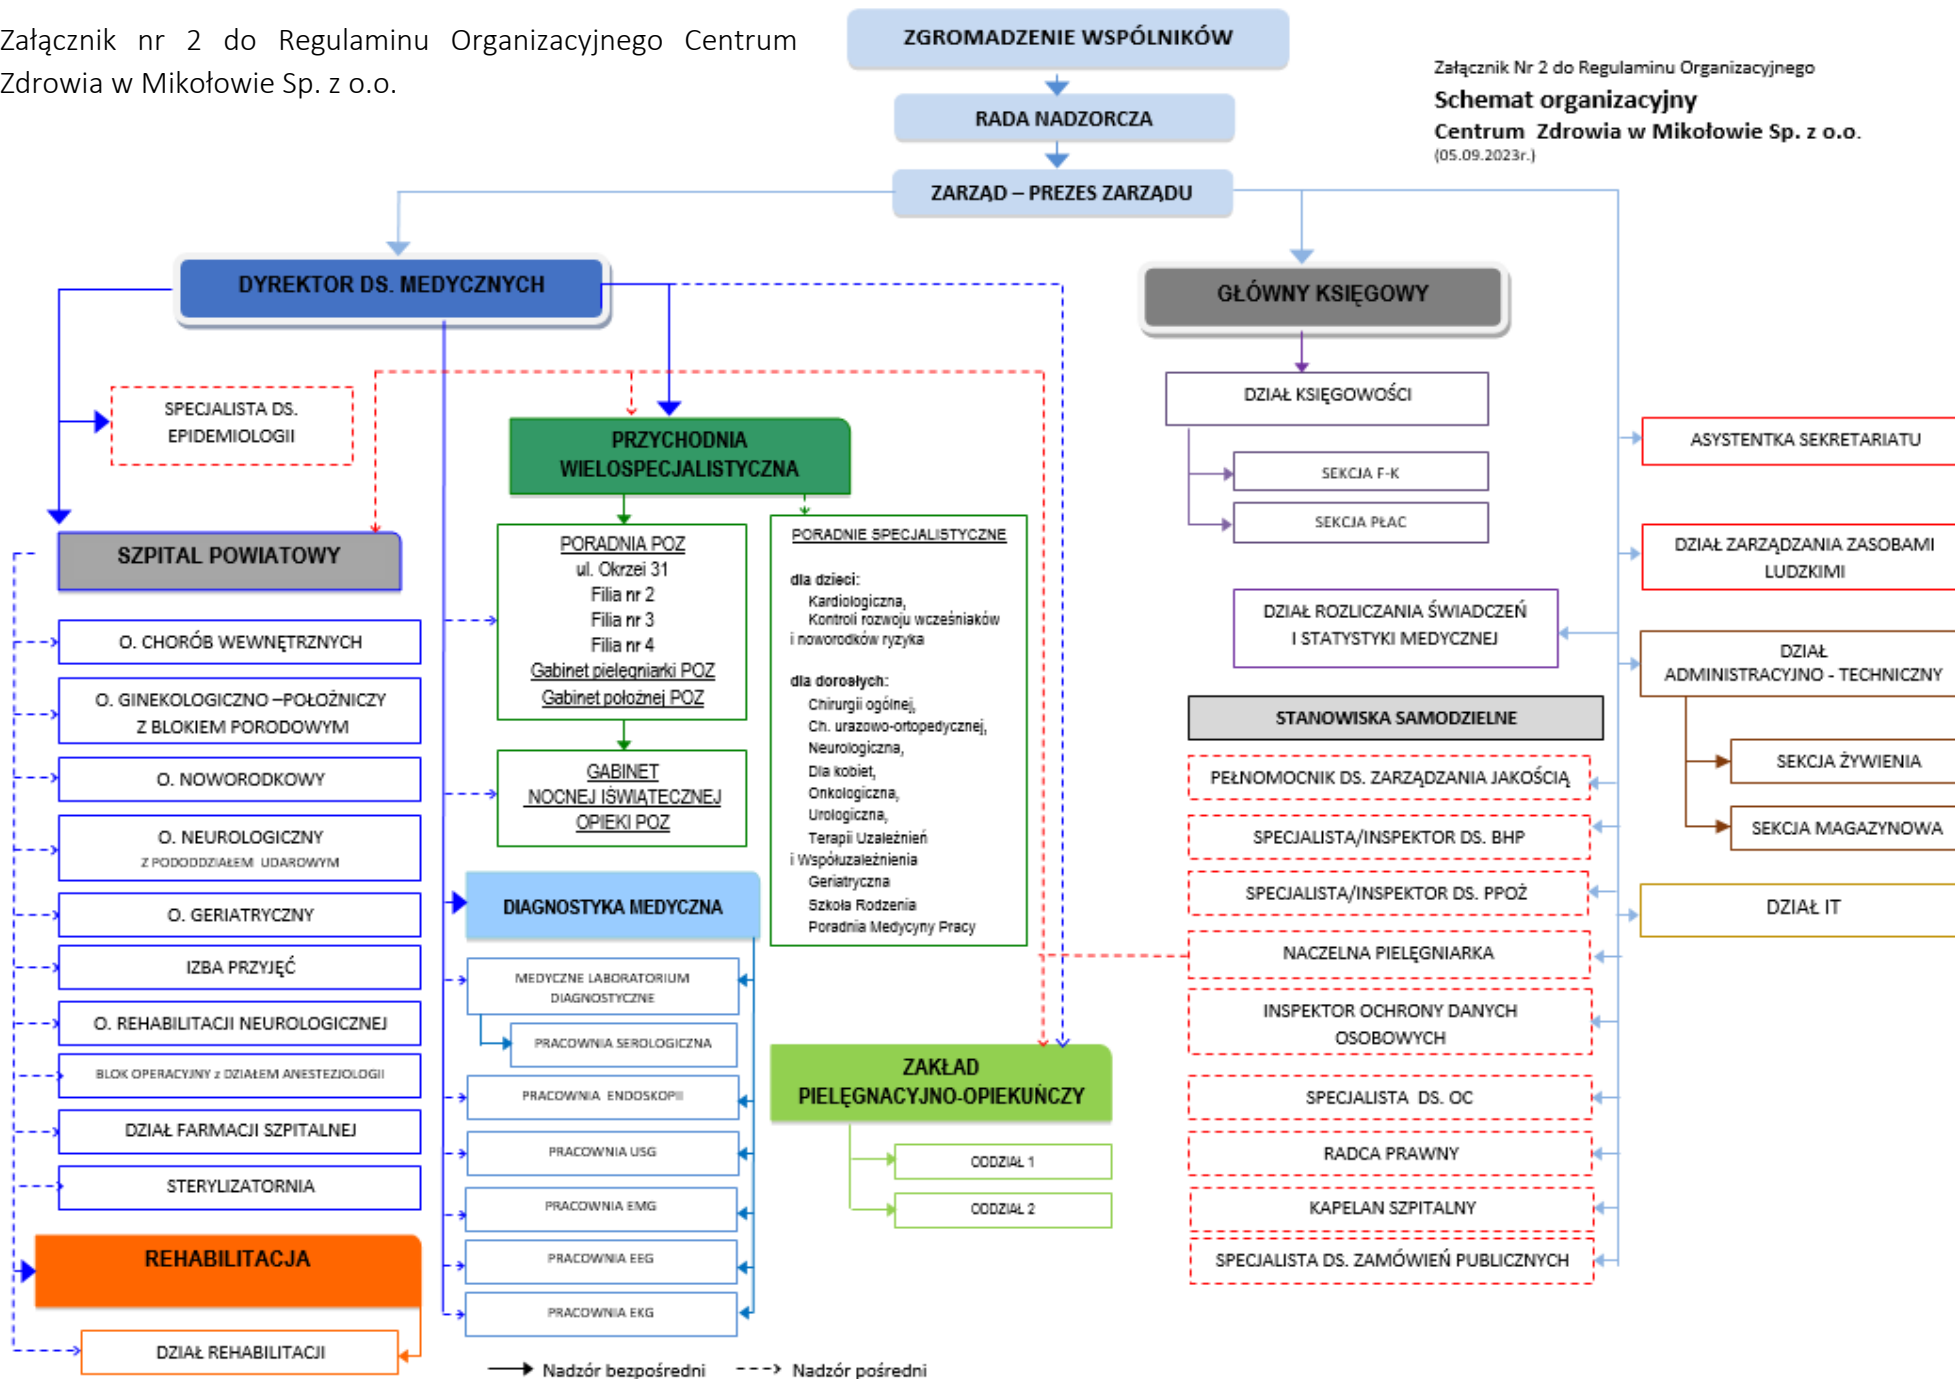 Załącznik nr 2 do Regulaminu Organizacyjnego Centrum
Zdrowia w Mikołowie Sp. z o.o.
ZGROMADZENIE WSPÓLNIKÓW
RADA NADZORCZA
ZARZĄD – PREZES ZARZĄDU
Załącznik Nr 2 do Regulaminu Organizacyjnego
Schemat organizacyjny
Centrum Zdrowia w Mikołowie Sp. z o.o.
(05.09.2023r.)
DYREKTOR DS. MEDYCZNYCH
GŁÓWNY KSIĘGOWY
SPECJALISTA DS.
EPIDEMIOLOGII
SZPITAL POWIATOWY
O. CHORÓB WEWNĘTRZNYCH
O. GINEKOLOGICZNO –POŁOŻNICZY
Z BLOKIEM PORODOWYM
O. NOWORODKOWY
O. NEUROLOGICZNY
Z PODODDZIAŁEM UDAROWYM
O. GERIATRYCZNY
IZBA PRZYJĘĆ
O. REHABILITACJI NEUROLOGICZNEJ
BLOK OPERACYJNY z DZIAŁEM ANESTEZJOLOGII
DZIAŁ FARMACJI SZPITALNEJ
STERYLIZATORNIA
REHABILITACJA
DZIAŁ REHABILITACJI
PRZYCHODNIA
WIELOSPECJALISTYCZNA
PORADNIA POZ
ul. Okrzei 31
Filia nr 2
Filia nr 3
Filia nr 4
Gabinet pielęgniarki POZ
Gabinet położnej POZ
GABINET
NOCNEJ IŚWIĄTECZNEJ
OPIEKI POZ
PORADNIE SPECJALISTYCZNE
dla dzieci:
Kardiologiczna,
Kontroli rozwoju wcześniaków
i noworodków ryzyka
dla dorosłych:
Chirurgii ogólnej,
Ch. urazowo-ortopedycznej,
Neurologiczna,
Dla kobiet,
Onkologiczna,
Urologiczna,
Terapii Uzależnień
i Współuzależnienia
Geriatryczna
Szkoła Rodzenia
Poradnia Medycyny Pracy
DIAGNOSTYKA MEDYCZNA
MEDYCZNE LABORATORIUM
DIAGNOSTYCZNE
PRACOWNIA SEROLOGICZNA
PRACOWNIA ENDOSKOPII
PRACOWNIA USG
PRACOWNIA EMG
PRACOWNIA EEG
PRACOWNIA EKG
ZAKŁAD
PIELĘGNACYJNO-OPIEKUŃCZY
ODDZIAŁ 1
ODDZIAŁ 2
DZIAŁ KSIĘGOWOŚCI
SEKCJA F-K
SEKCJA PŁAC
DZIAŁ ROZLICZANIA ŚWIADCZEŃ
I STATYSTYKI MEDYCZNEJ
STANOWISKA SAMODZIELNE
PEŁNOMOCNIK DS. ZARZĄDZANIA JAKOŚCIĄ
SPECJALISTA/INSPEKTOR DS. BHP
SPECJALISTA/INSPEKTOR DS. PPOŻ
NACZELNA PIELĘGNIARKA
INSPEKTOR OCHRONY DANYCH
OSOBOWYCH
SPECJALISTA DS. OC
RADCA PRAWNY
KAPELAN SZPITALNY
SPECJALISTA DS. ZAMÓWIEŃ PUBLICZNYCH
ASYSTENTKA SEKRETARIATU
DZIAŁ ZARZĄDZANIA ZASOBAMI
LUDZKIMI
DZIAŁ
ADMINISTRACYJNO - TECHNICZNY
SEKCJA ŻYWIENIA
SEKCJA MAGAZYNOWA
DZIAŁ IT
Nadzór bezpośredni
Nadzór pośredni